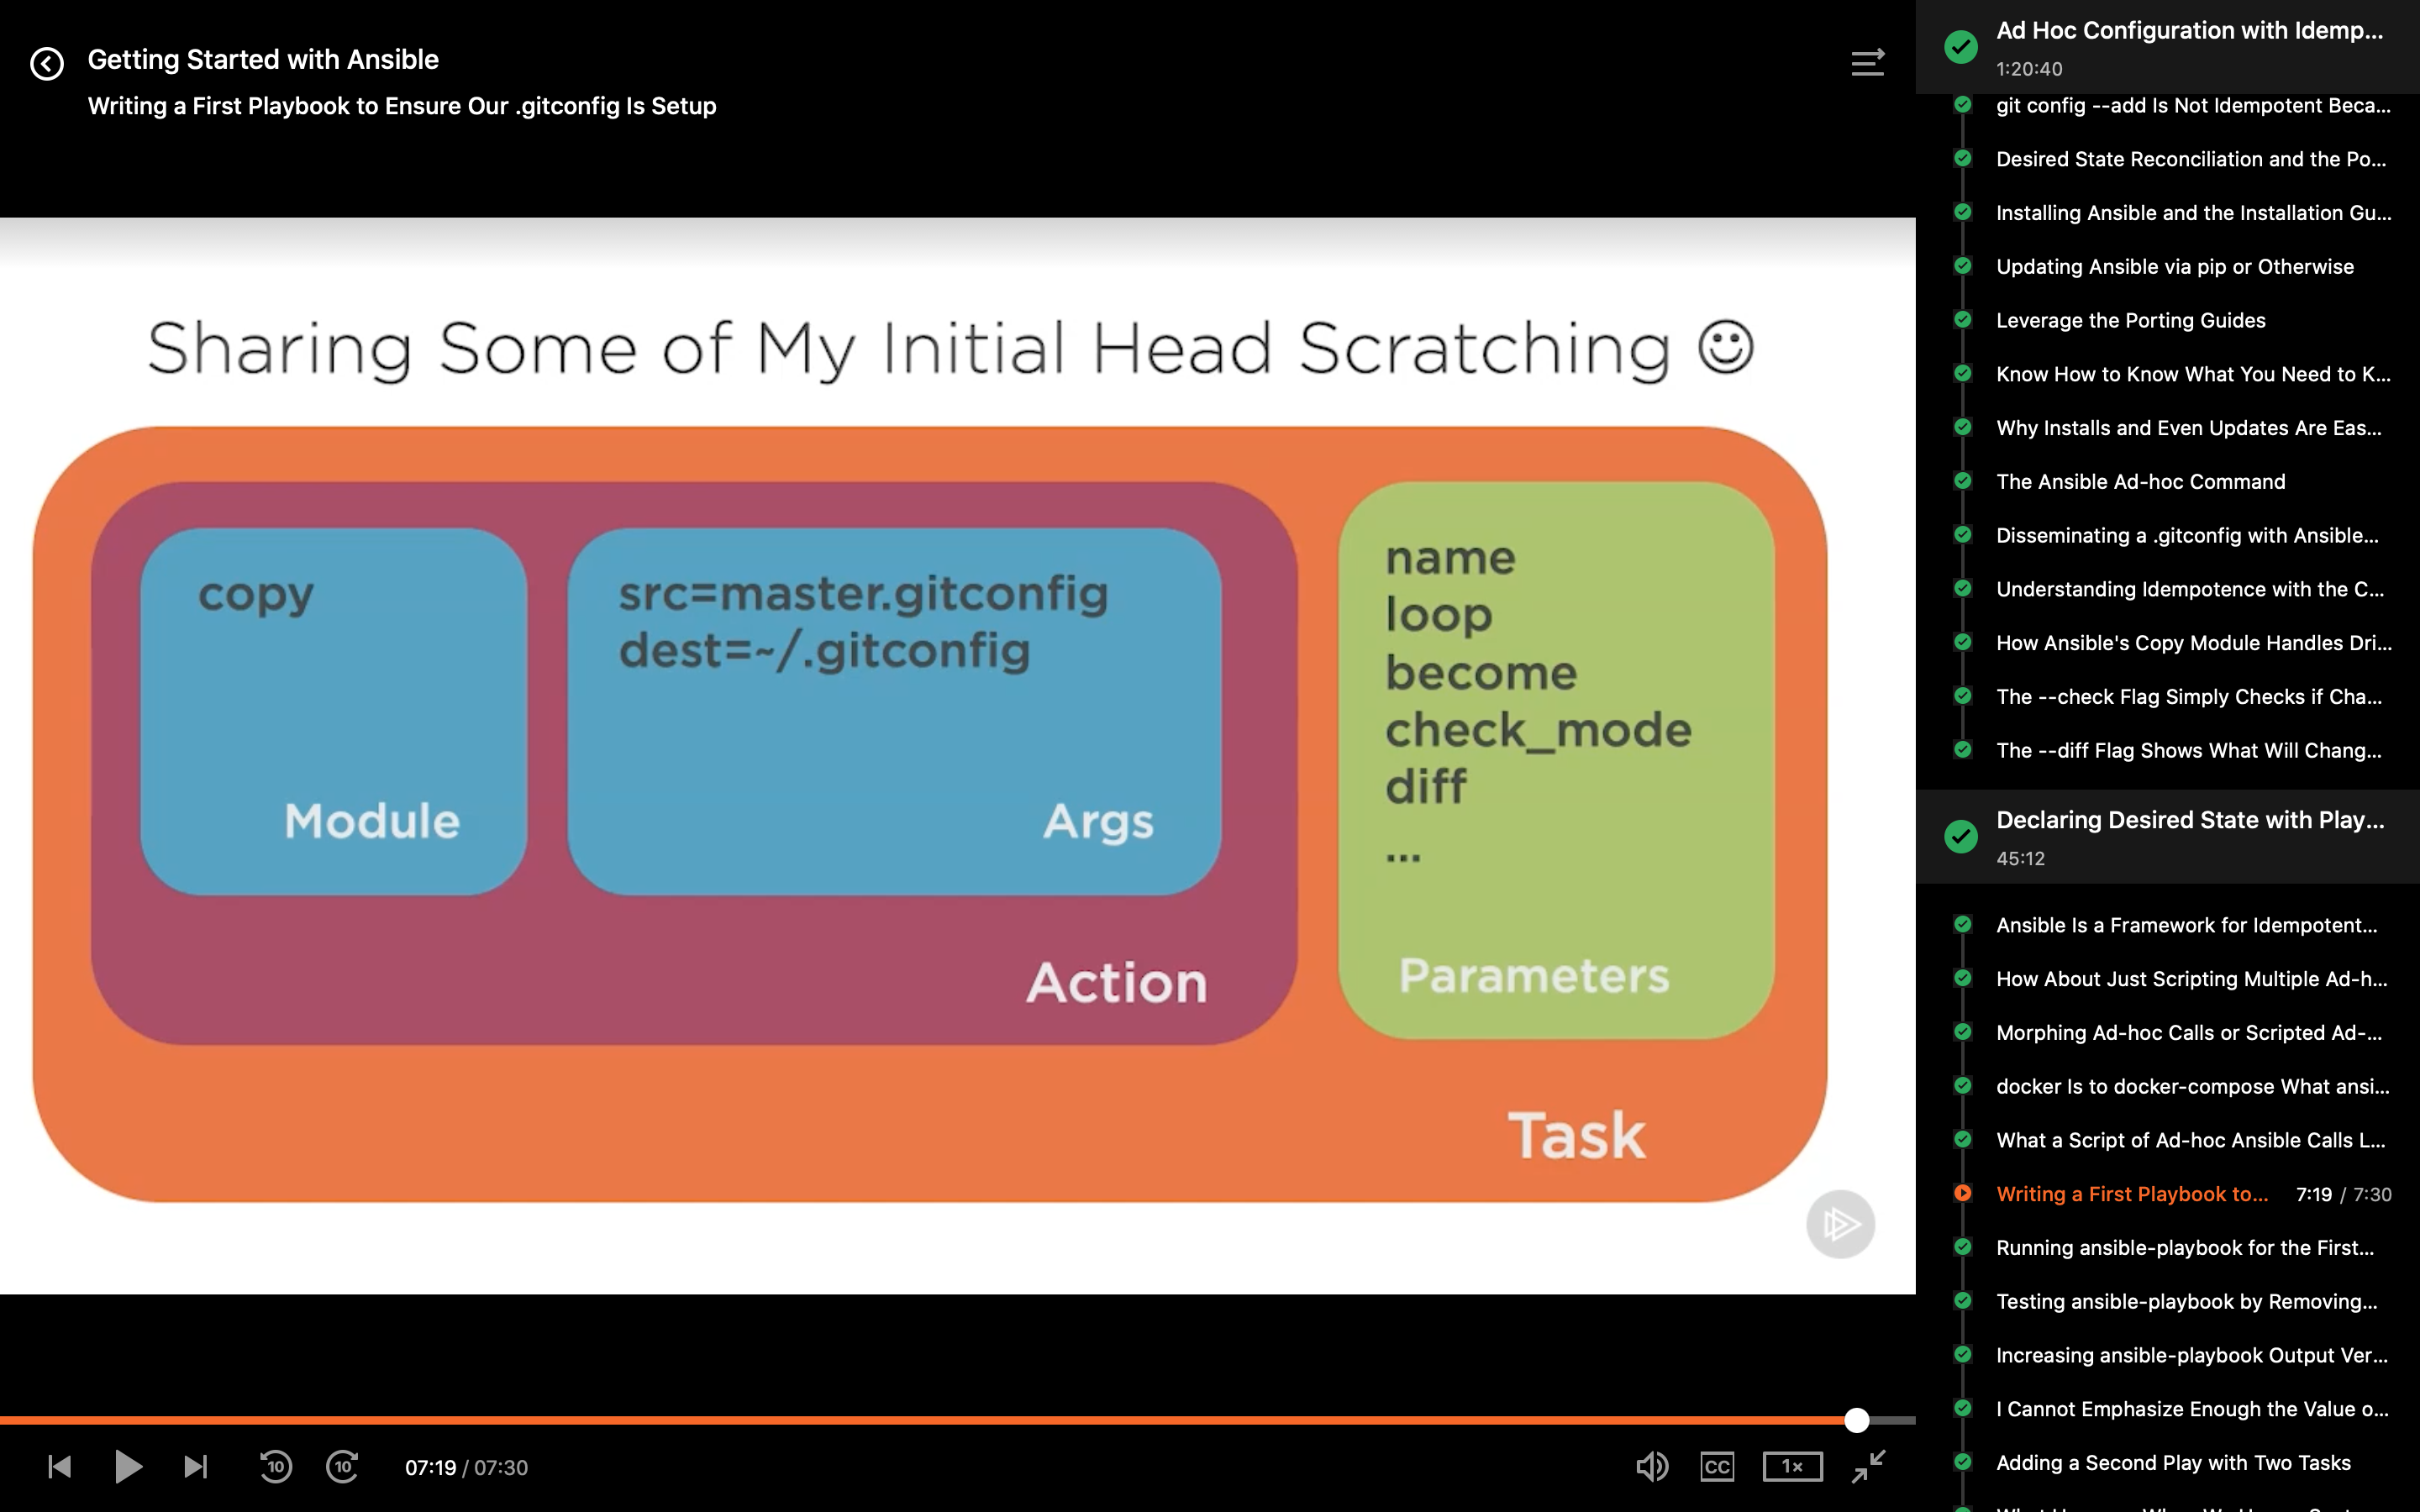 Getting Started with Ansible
Writing a First Playbook to Ensure Our .gitconfig Is Setup
Sharing Some of My Initial Head Scratching ☺
copy
Module
src=master.gitconfig
dest=~/.gitconfig
Args
Action
name
loop
become
check_mode
diff
...
Parameters
Task
10
10
07:19 / 07:30
CC
1×
Ad Hoc Configuration with Idemp...
1:20:40
git config --add Is Not Idempotent Beca...
Desired State Reconciliation and the Po...
Installing Ansible and the Installation Gu...
Updating Ansible via pip or Otherwise
Leverage the Porting Guides
Know How to Know What You Need to K...
Why Installs and Even Updates Are Eas...
The Ansible Ad-hoc Command
Disseminating a .gitconfig with Ansible...
Understanding Idempotence with the C...
How Ansible's Copy Module Handles Dri...
The --check Flag Simply Checks if Cha...
The --diff Flag Shows What Will Chang...
Declaring Desired State with Play...
45:12
Ansible Is a Framework for Idempotent...
How About Just Scripting Multiple Ad-h...
Morphing Ad-hoc Calls or Scripted Ad-...
docker Is to docker-compose What ansi...
What a Script of Ad-hoc Ansible Calls L...
Writing a First Playbook to... 7:19 / 7:30
Running ansible-playbook for the First...
Testing ansible-playbook by Removing...
Increasing ansible-playbook Output Ver...
I Cannot Emphasize Enough the Value o...
Adding a Second Play with Two Tasks